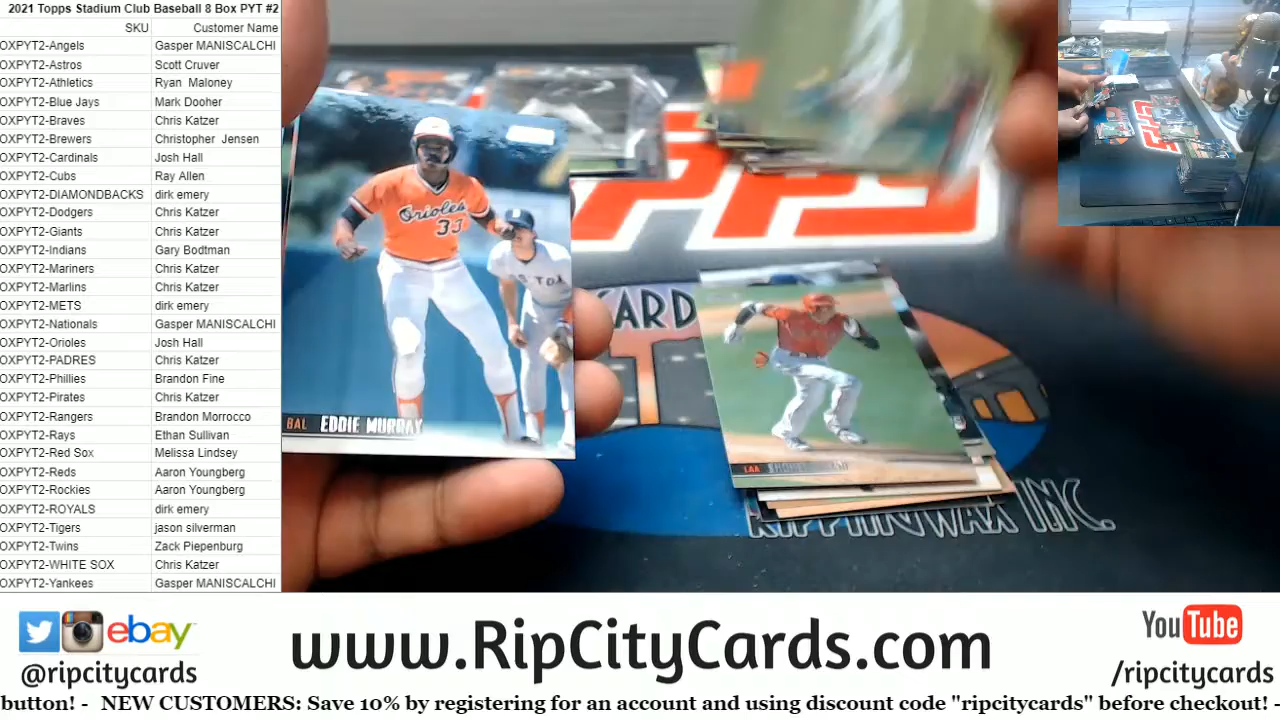 2021 Topps Stadium Club Baseball 8 Box PYT #2
SKU Customer Name
OXPYT2-Angels Gasper MANISCALCHI
OXPYT2-Astros Scott Cruver
OXPYT2-Athletics Ryan Maloney
OXPYT2-Blue Jays Mark Dooher
OXPYT2-Braves Chris Katzer
OXPYT2-Brewers Christopher Jensen
OXPYT2-Cardinals Josh Hall
OXPYT2-Cubs Ray Allen
OXPYT2-DIAMONDBACKS dirk emery
OXPYT2-Dodgers Chris Katzer
OXPYT2-Giants Chris Katzer
OXPYT2-Indians Gary Bodtman
OXPYT2-Mariners Chris Katzer
OXPYT2-Marlins Chris Katzer
OXPYT2-METS dirk emery
OXPYT2-Nationals Gasper MANISCALCHI
OXPYT2-Orioles Josh Hall
OXPYT2-PADRES Chris Katzer
OXPYT2-Phillies Brandon Fine
OXPYT2-Pirates Chris Katzer
OXPYT2-Rangers Brandon Morrocco
OXPYT2-Rays Ethan Sullivan
OXPYT2-Red Sox Melissa Lindsey
OXPYT2-Reds Aaron Youngberg
OXPYT2-Rockies Aaron Youngberg
OXPYT2-ROYALS dirk emery
OXPYT2-Tigers jason silverman
OXPYT2-Twins Zack Piepenburg
OXPYT2-WHITE SOX Chris Katzer
OXPYT2-Yankees Gasper MANISCALCHI
Orioles
33
BAL EDDIE MURRAY
CARD
LAA
RIPPINWAX INC.
ebay
@ripcitycards
www.RipCityCards.com
YouTube
/ripcitycards
button! - NEW CUSTOMERS: Save 10% by registering for an account and using discount code "ripcitycards" before checkout! -